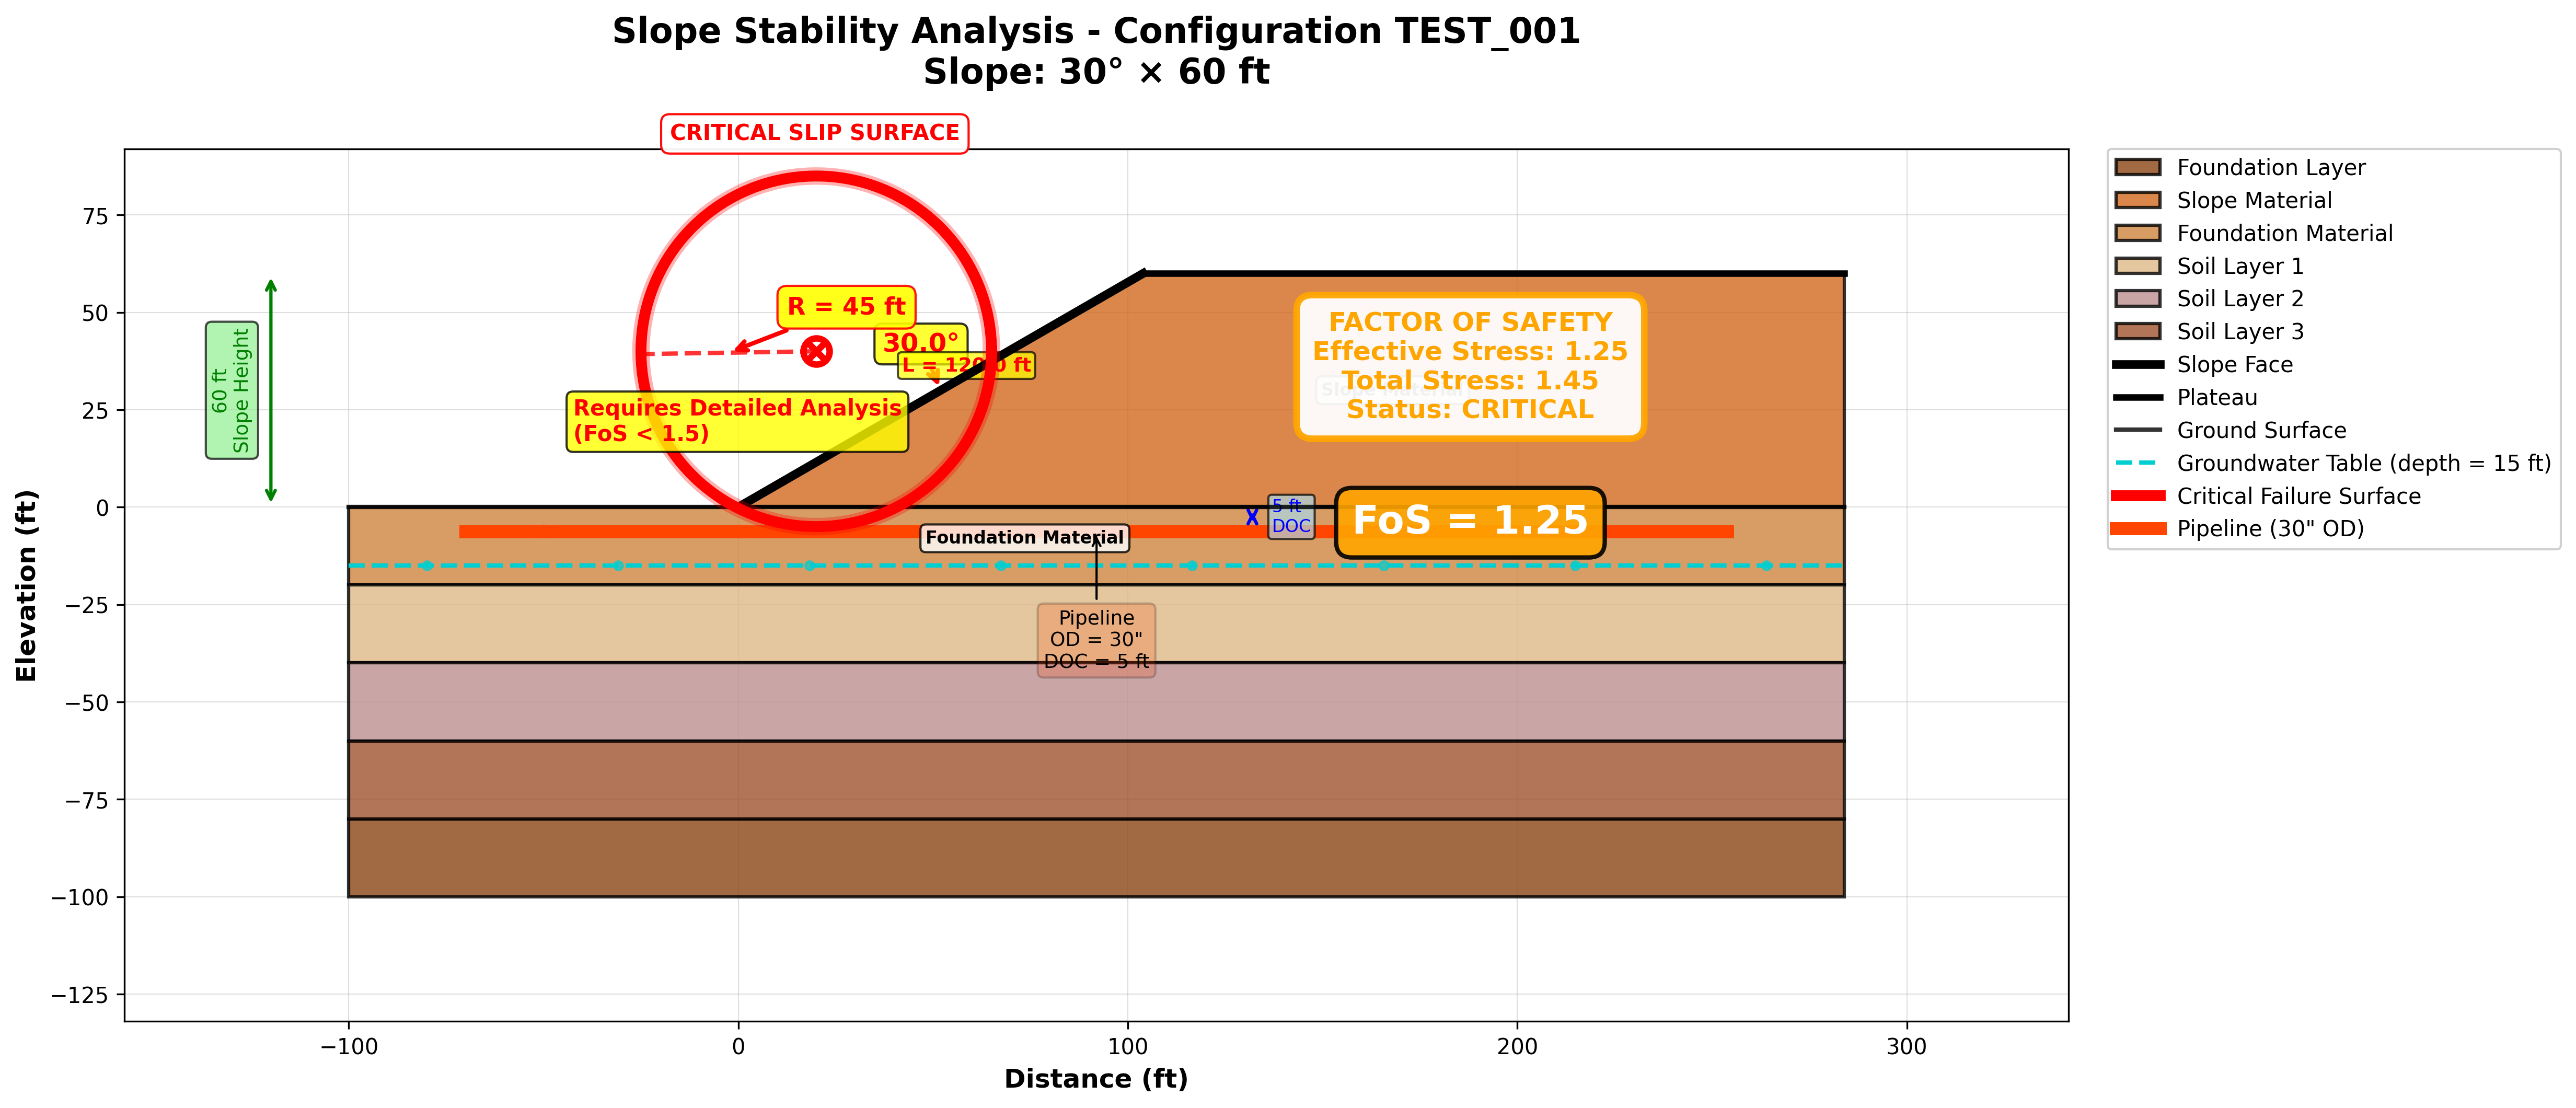 Slope Stability Analysis - Configuration TEST_001
Slope: 30° × 60 ft
CRITICAL SLIP SURFACE
Elevation (ft)
75
50
25
0
−25
−50
−75
−100
−125
60 ft
Slope Height
R = 45 ft
30.0°
L = 120.0 ft
Requires Detailed Analysis
(FoS < 1.5)
FACTOR OF SAFETY
Effective Stress: 1.25
Total Stress: 1.45
Status: CRITICAL
Slope Material
5 ft
DOC
FoS = 1.25
Foundation Material
Pipeline
OD = 30"
DOC = 5 ft
−100
0
100
200
300
Distance (ft)
Foundation Layer
Slope Material
Foundation Material
Soil Layer 1
Soil Layer 2
Soil Layer 3
Slope Face
Plateau
Ground Surface
Groundwater Table (depth = 15 ft)
Critical Failure Surface
Pipeline (30" OD)